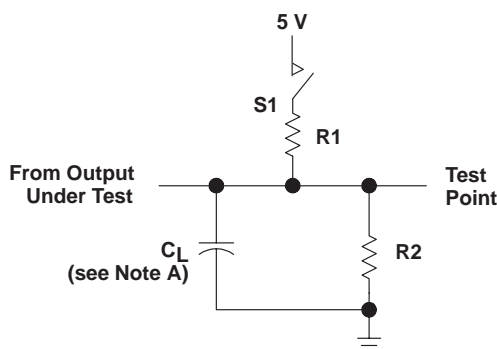 5 V
S1
R1
From Output
Under Test
Test
Point
CL
(see Note A)
R2